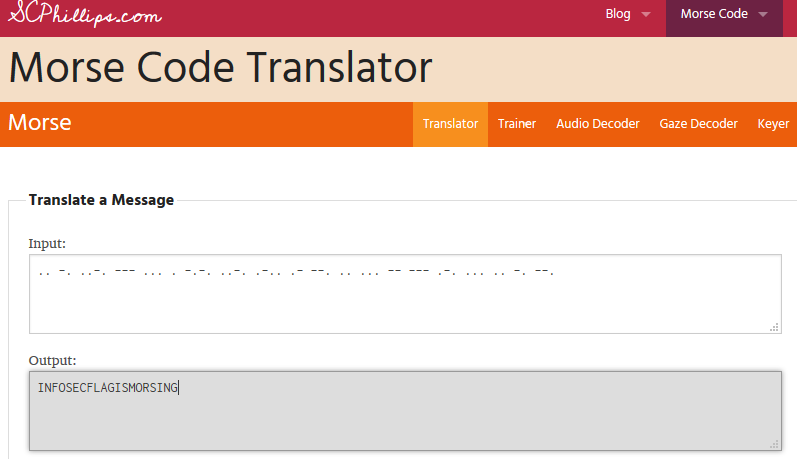 SCPhillips.com
Blog
Morse Code
Morse Code Translator
Morse
Translator
Trainer
Audio Decoder
Gaze Decoder
Keyer
Translate a Message
Input:
.. -. ..-. --- ... . -.-. ..-. .-.. .- --. .. ... -- --- .-. ... .. -. --.
Output:
INFOSECFLAGISMORSING